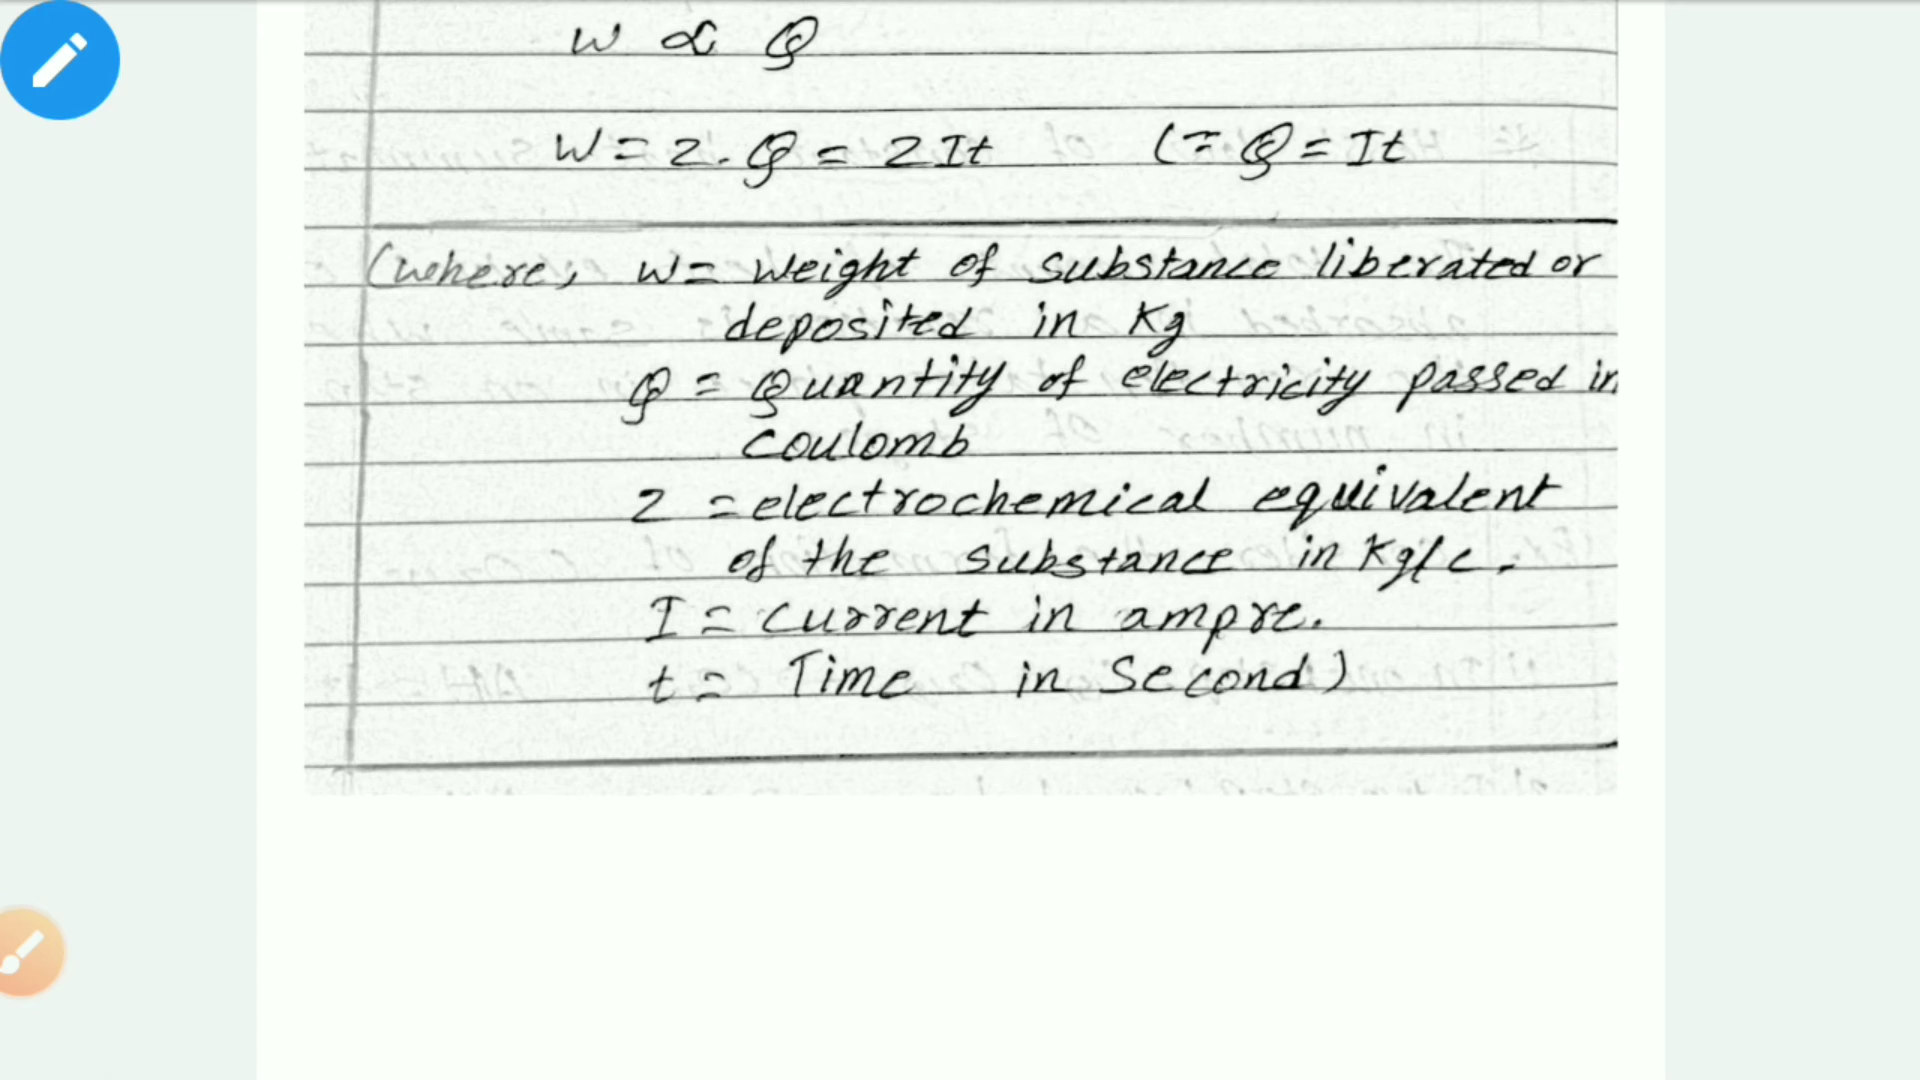 W ∝ Q
W = Z. Q = ZIt (∵ Q = It
(where, W = Weight of substance liberated or
deposited in Kg
Q = Quantity of electricity passed in
coulomb
Z = electrochemical equivalent
of the substance in Kg/c.
I = current in ampre.
t = Time in Second)